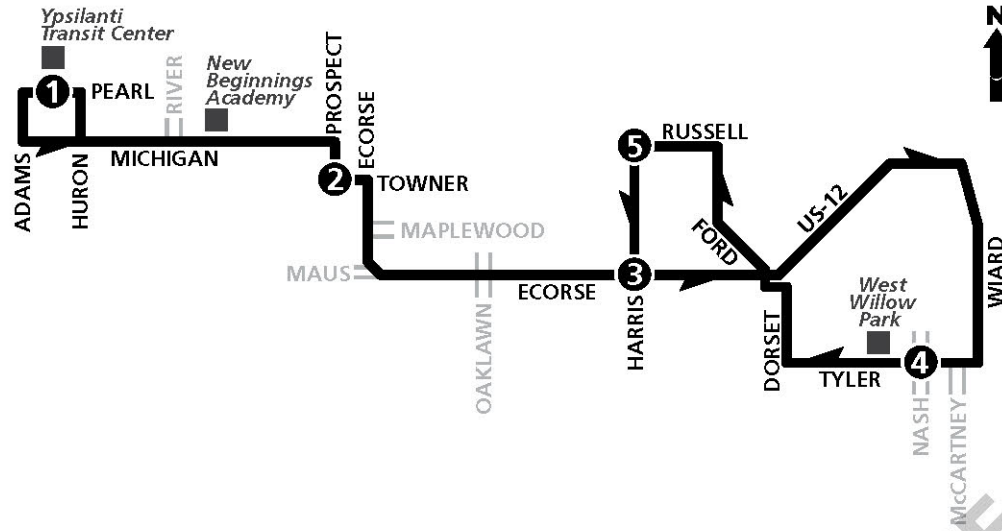 Ypsilanti
Transit Center
N
1
PEARL
RIVER
New
Beginnings
Academy
PROSPECT
ECORSE
ADAMS
HURON
MICHIGAN
2
TOWNER
MAPLEWOOD
MAUS
OAKLAWN
ECORSE
5
RUSSELL
FORD
US-12
3
HARRIS
DORSET
West
Willow
Park
WIARD
TYLER
4
NASH
McCARTNEY